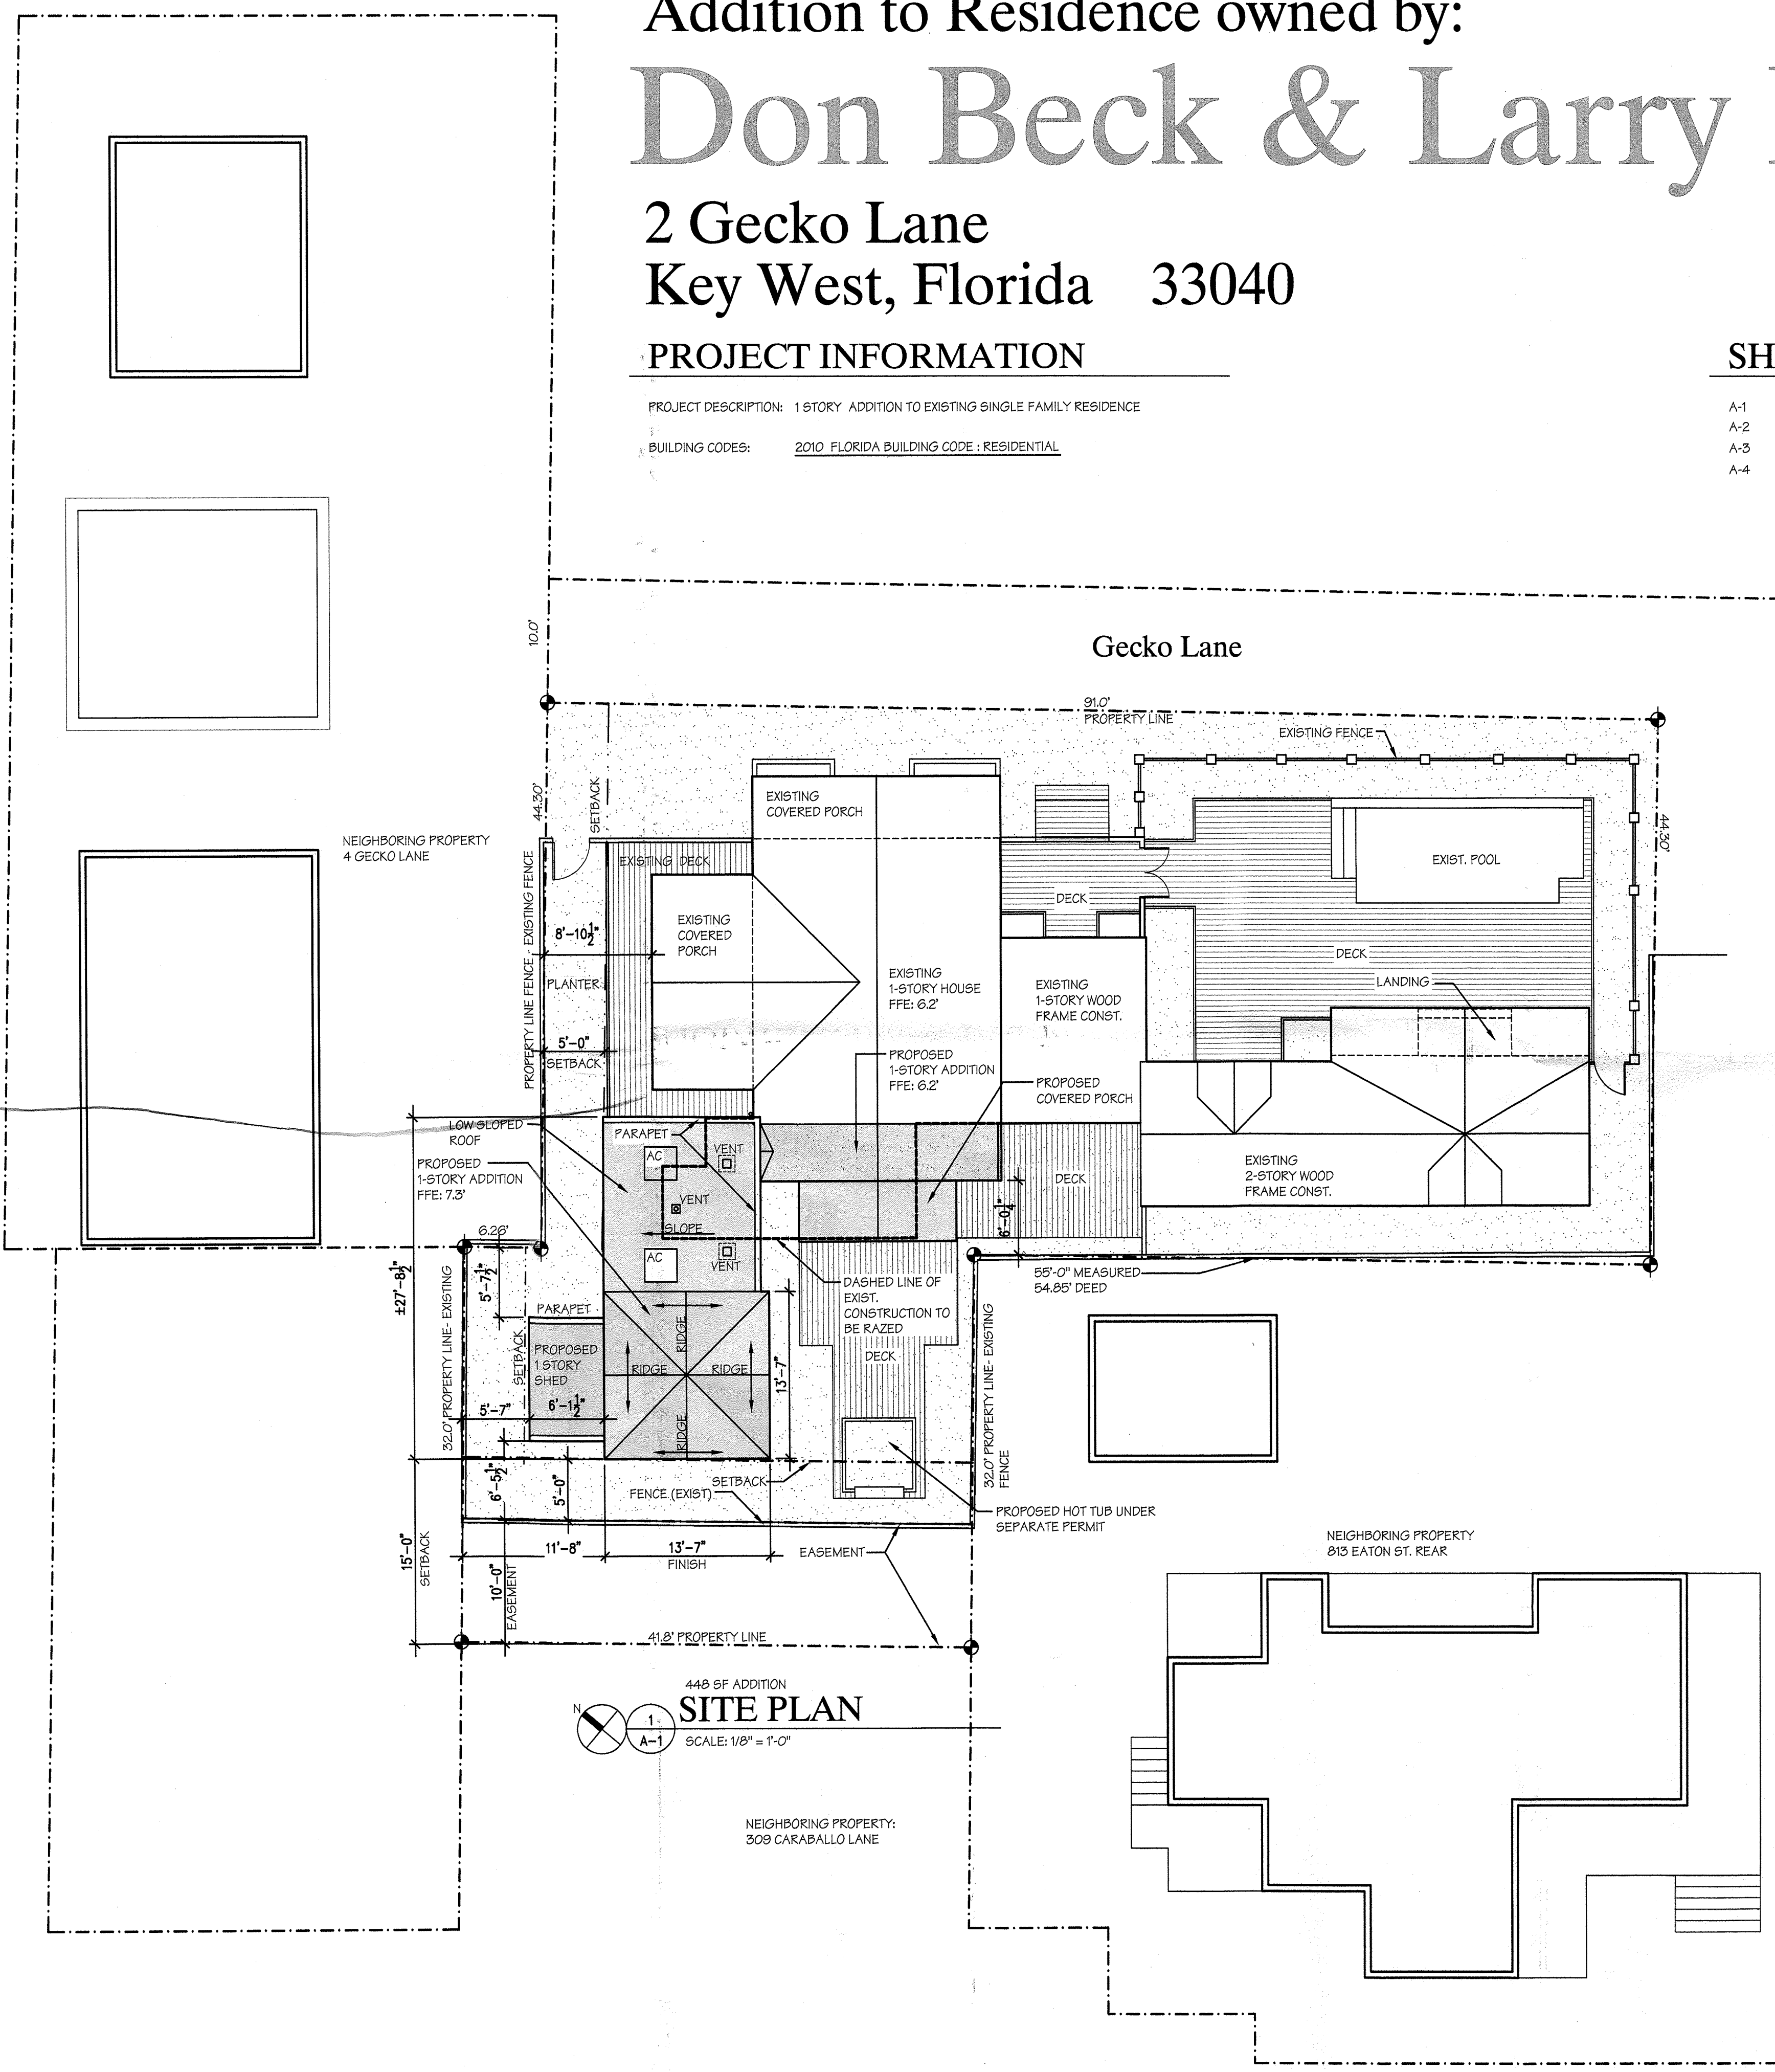 Addition to Residence owned by:
Don Beck & Larry
2 Gecko Lane
Key West, Florida 33040
PROJECT INFORMATION
SH
PROJECT DESCRIPTION: 1 STORY ADDITION TO EXISTING SINGLE FAMILY RESIDENCE
BUILDING CODES: 2010 FLORIDA BUILDING CODE : RESIDENTIAL
A-1
A-2
A-3
A-4
10.0'
Gecko Lane
91.0'
PROPERTY LINE
EXISTING FENCE
44.30'
SETBACK
EXISTING
COVERED PORCH
44.30'
NEIGHBORING PROPERTY
4 GECKO LANE
EXISTING DECK
EXIST. POOL
DECK
PROPERTY LINE FENCE - EXISTING FENCE
8'-10 1/2"
EXISTING
COVERED
PORCH
DECK
PLANTER
EXISTING
1-STORY HOUSE
FFE: 6.2'
EXISTING
1-STORY WOOD
FRAME CONST.
LANDING
5'-0"
SETBACK
PROPOSED
1-STORY ADDITION
FFE: 6.2'
PROPOSED
COVERED PORCH
LOW SLOPED
ROOF
PARAPET
AC
VENT
PROPOSED
1-STORY ADDITION
FFE: 7.3'
VENT
SLOPE
DECK
EXISTING
2-STORY WOOD
FRAME CONST.
6'-0 1/4"
6.26'
AC
VENT
±27'-8 1/2"
5'-7 1/2"
DASHED LINE OF
EXIST.
CONSTRUCTION TO
BE RAZED
55'-0" MEASURED
54.85' DEED
32.0' PROPERTY LINE- EXISTING
PARAPET
SETBACK
PROPOSED
1 STORY
SHED
RIDGE
RIDGE
RIDGE
RIDGE
13'-7"
DECK
32.0' PROPERTY LINE- EXISTING
FENCE
5'-7"
6'-1 1/2"
6'-5 1/2"
5'-0"
SETBACK
FENCE (EXIST)
PROPOSED HOT TUB UNDER
SEPARATE PERMIT
15'-0"
SETBACK
11'-8"
13'-7"
FINISH
EASEMENT
10'-0"
EASEMENT
NEIGHBORING PROPERTY
813 EATON ST. REAR
41.8' PROPERTY LINE
448 SF ADDITION
N
1
A-1
SITE PLAN
SCALE: 1/8" = 1'-0"
NEIGHBORING PROPERTY:
309 CARABALLO LANE